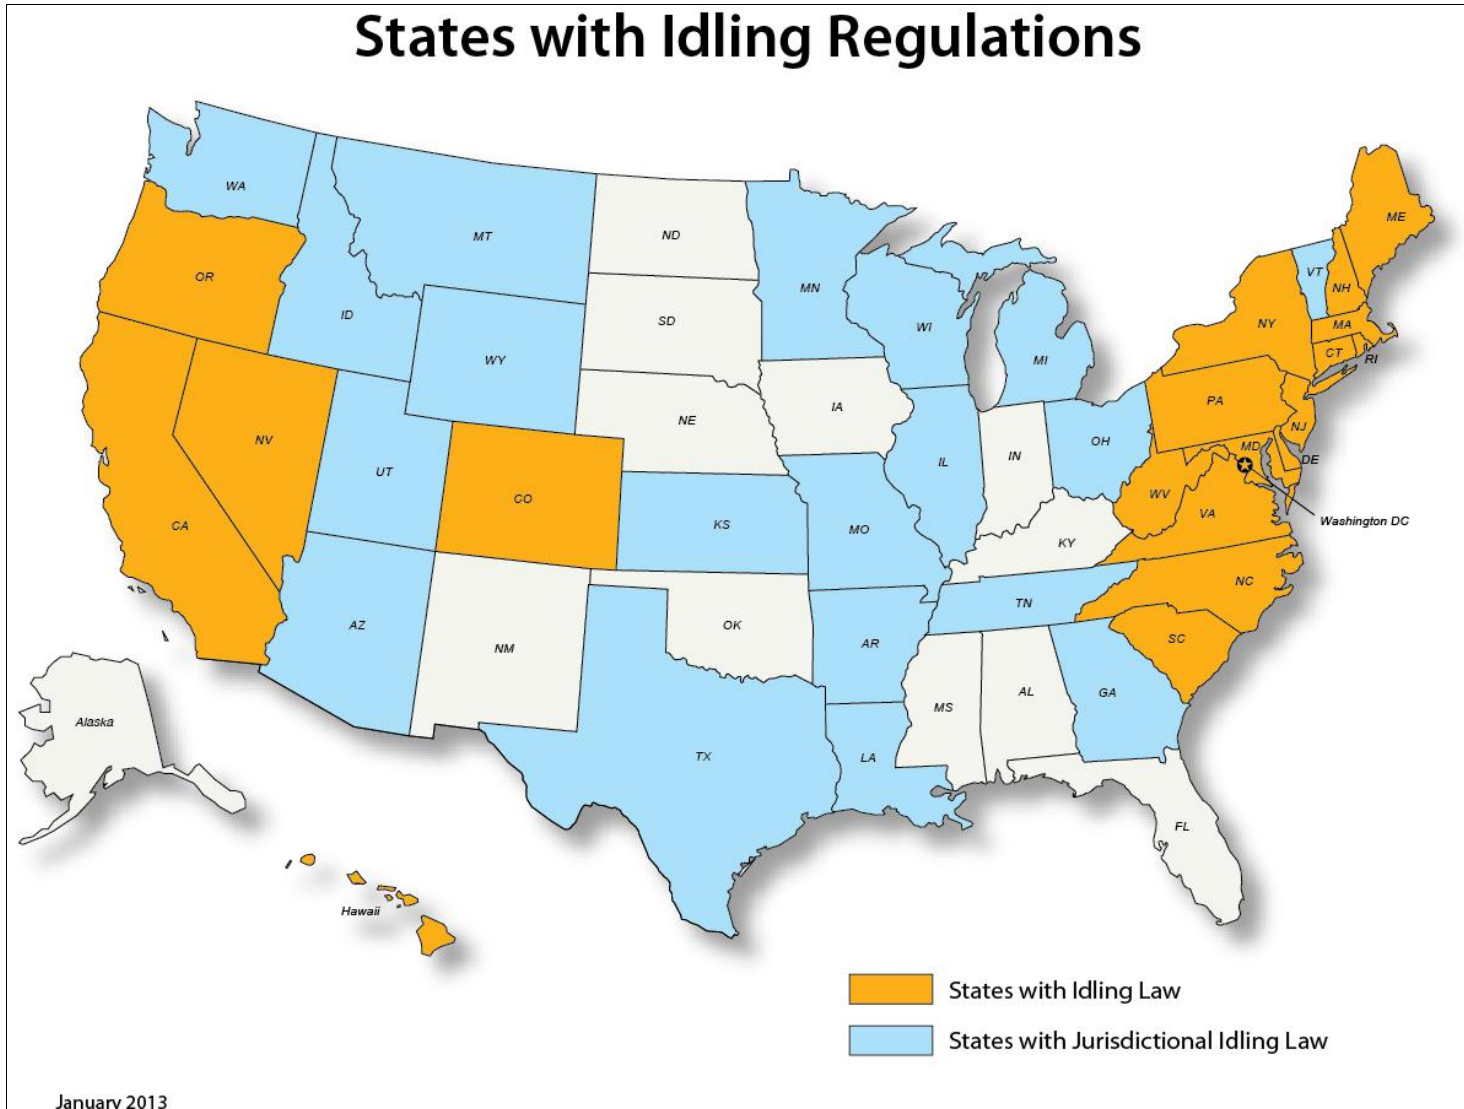 States with Idling Regulations
WA
MT
ND
MN
ME
OR
ID
SD
WI
VT
NH
NY
MA
WY
MI
CT
RI
NV
NE
IA
PA
NJ
UT
CO
IL
IN
OH
MD
DE
CA
KS
MO
WV
VA
KY
Washington DC
AZ
NM
OK
AR
TN
NC
SC
Alaska
TX
LA
MS
AL
GA
FL
Hawaii
States with Idling Law
States with Jurisdictional Idling Law
January 2013